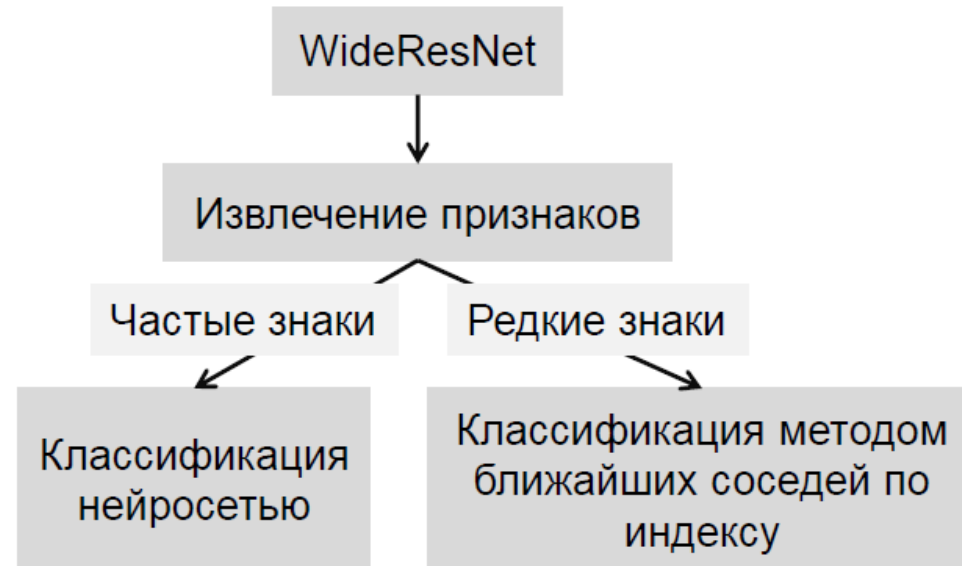 WideResNet
Извлечение признаков
Частые знаки
Редкие знаки
Классификация
нейросетью
Классификация методом
ближайших соседей по
индексу